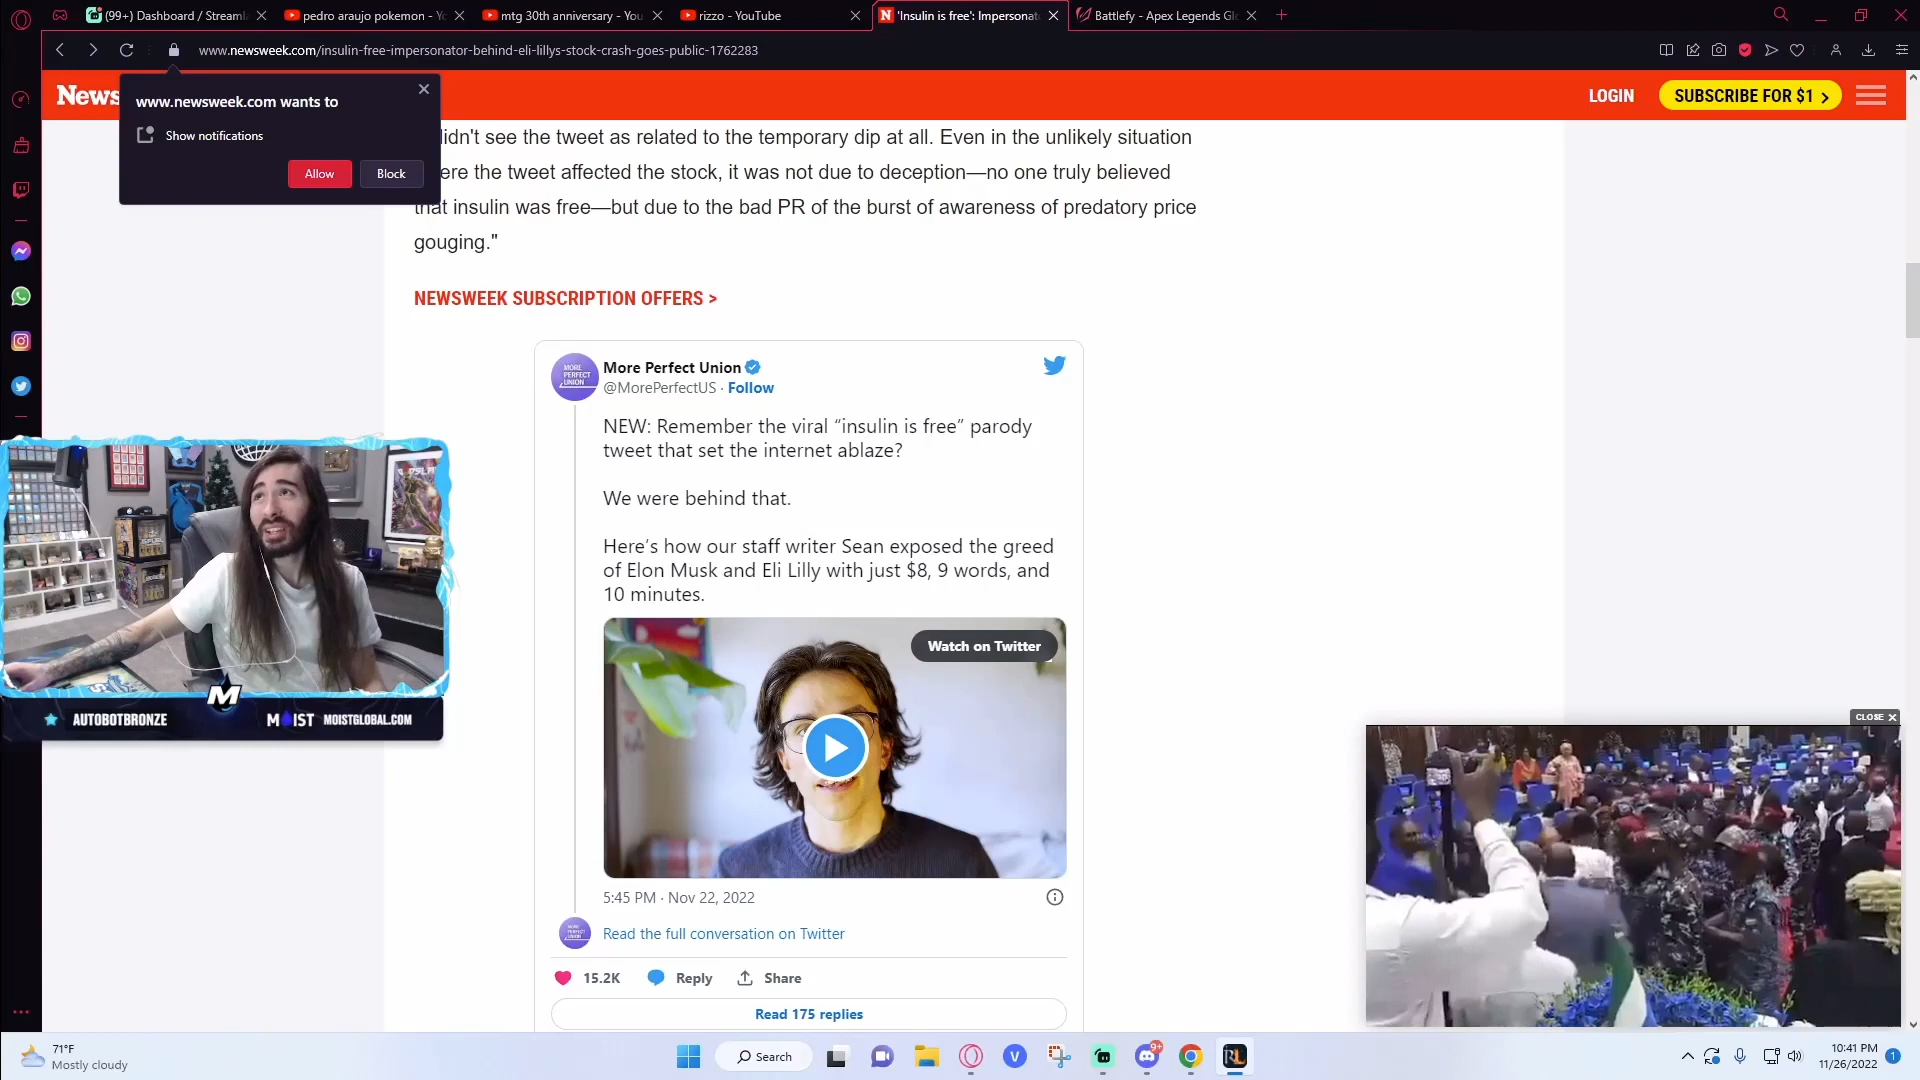 (99+) Dashboard / Streaml
pedro araujo pokemon - Yo
mtg 30th anniversary - You
rizzo - YouTube
'Insulin is free': Impersonat
Battlefy - Apex Legends Gl
www.newsweek.com/insulin-free-impersonator-behind-eli-lillys-stock-crash-goes-public-1762283
News
LOGIN
SUBSCRIBE FOR $1 >
www.newsweek.com wants to
Show notifications
Allow
Block
didn't see the tweet as related to the temporary dip at all. Even in the unlikely situation
ere the tweet affected the stock, it was not due to deception—no one truly believed
that insulin was free—but due to the bad PR of the burst of awareness of predatory price
gouging."
NEWSWEEK SUBSCRIPTION OFFERS >
MORE PERFECT UNION
More Perfect Union
@MorePerfectUS · Follow
NEW: Remember the viral “insulin is free” parody
tweet that set the internet ablaze?
We were behind that.
Here’s how our staff writer Sean exposed the greed
of Elon Musk and Eli Lilly with just $8, 9 words, and
10 minutes.
Watch on Twitter
5:45 PM · Nov 22, 2022
Read the full conversation on Twitter
15.2K
Reply
Share
Read 175 replies
M
AUTOBOTBRONZE
MOIST
MOISTGLOBAL.COM
CLOSE X
71°F
Mostly cloudy
Search
V
9+
RL
10:41 PM
11/26/2022
1